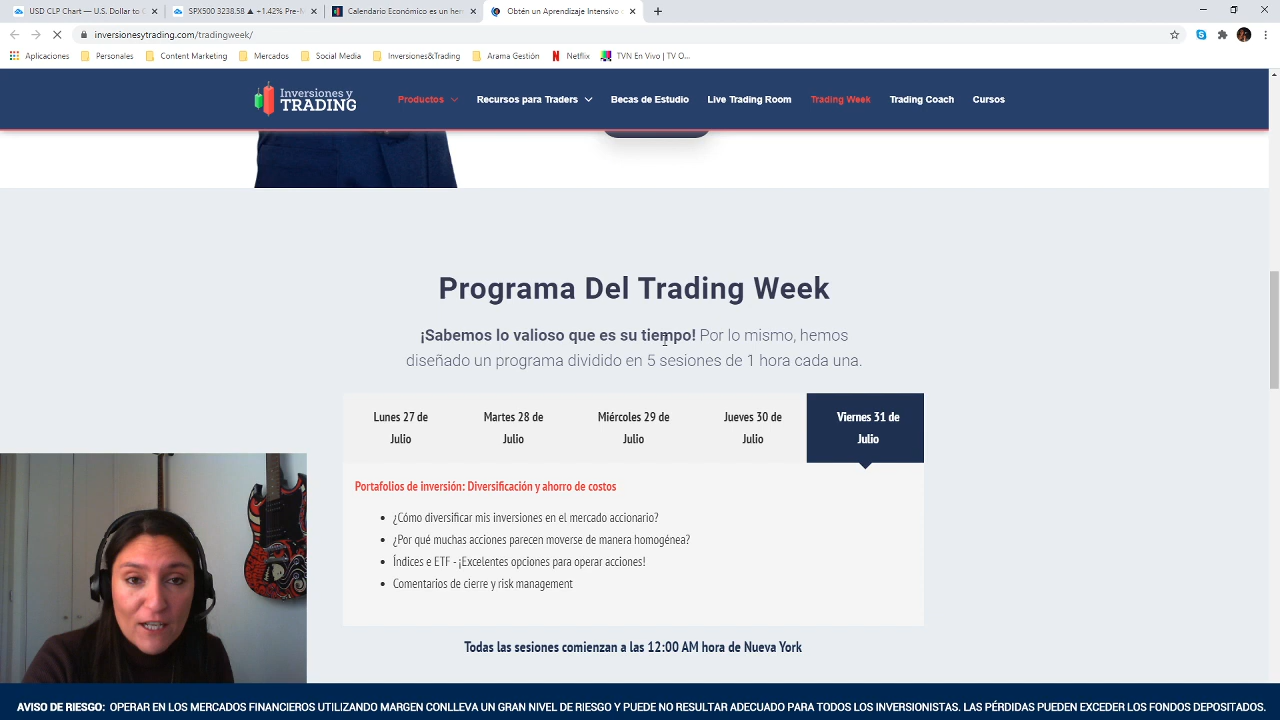 USD CLP Chart — U.S. Dollar to C
SPX500 3238.58 ▲ +1.42% Pre-M
Calendario Económico es un her
Obtén un Aprendizaje Intensivo
inversionesytrading.com/tradingweek/
Aplicaciones
Personales
Content Marketing
Mercados
Social Media
Inversiones&Trading
Arama Gestión
Netflix
TVN En Vivo | TV O...
Inversiones y
TRADING
Productos
Recursos para Traders
Becas de Estudio
Live Trading Room
Trading Week
Trading Coach
Cursos
Programa Del Trading Week
¡Sabemos lo valioso que es su tiempo! Por lo mismo, hemos
diseñado un programa dividido en 5 sesiones de 1 hora cada una.
Lunes 27 de
Julio
Martes 28 de
Julio
Miércoles 29 de
Julio
Jueves 30 de
Julio
Viernes 31 de
Julio
Portafolios de inversión: Diversificación y ahorro de costos
• ¿Cómo diversificar mis inversiones en el mercado accionario?
• ¿Por qué muchas acciones parecen moverse de manera homogénea?
• Índices e ETF - ¡Excelentes opciones para operar acciones!
• Comentarios de cierre y risk management
Todas las sesiones comienzan a las 12:00 AM hora de Nueva York
AVISO DE RIESGO: OPERAR EN LOS MERCADOS FINANCIEROS UTILIZANDO MARGEN CONLLEVA UN GRAN NIVEL DE RIESGO Y PUEDE NO RESULTAR ADECUADO PARA TODOS LOS INVERSIONISTAS. LAS PÉRDIDAS PUEDEN EXCEDER LOS FONDOS DEPOSITADOS.